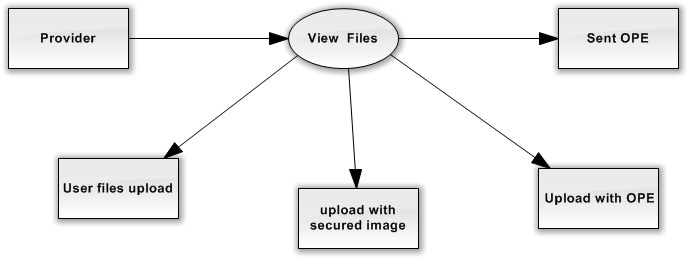 Provider
View Files
Sent OPE
User files upload
upload with
secured image
Upload with OPE